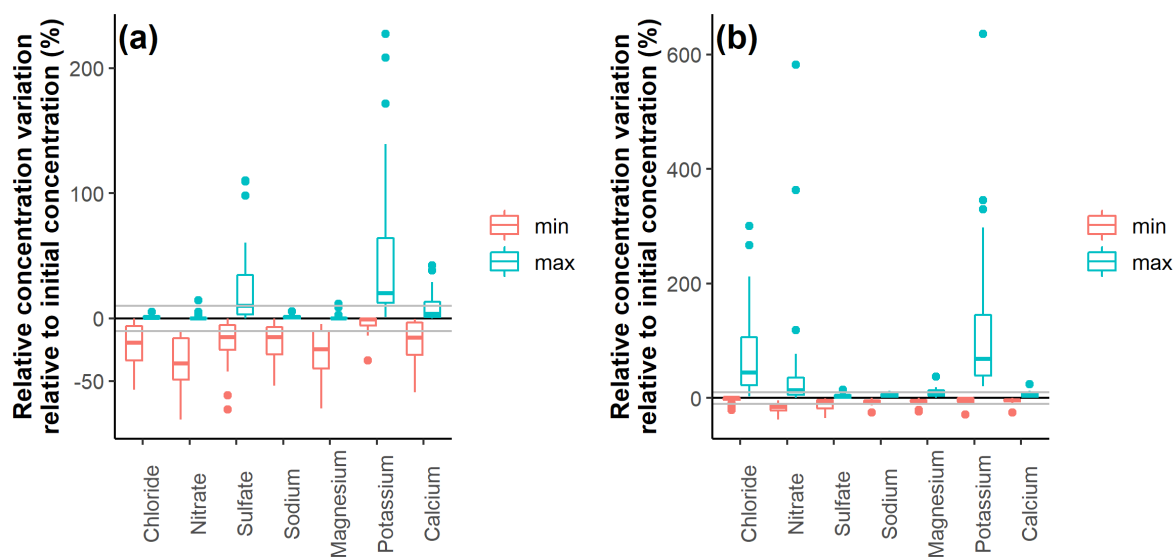 (a)
Relative concentration variation
relative to initial concentration (%)
200
100
0
-50
Chloride
Nitrate
Sulfate
Sodium
Magnesium
Potassium
Calcium
min
max
(b)
Relative concentration variation
relative to initial concentration (%)
600
400
200
0
Chloride
Nitrate
Sulfate
Sodium
Magnesium
Potassium
Calcium
min
max